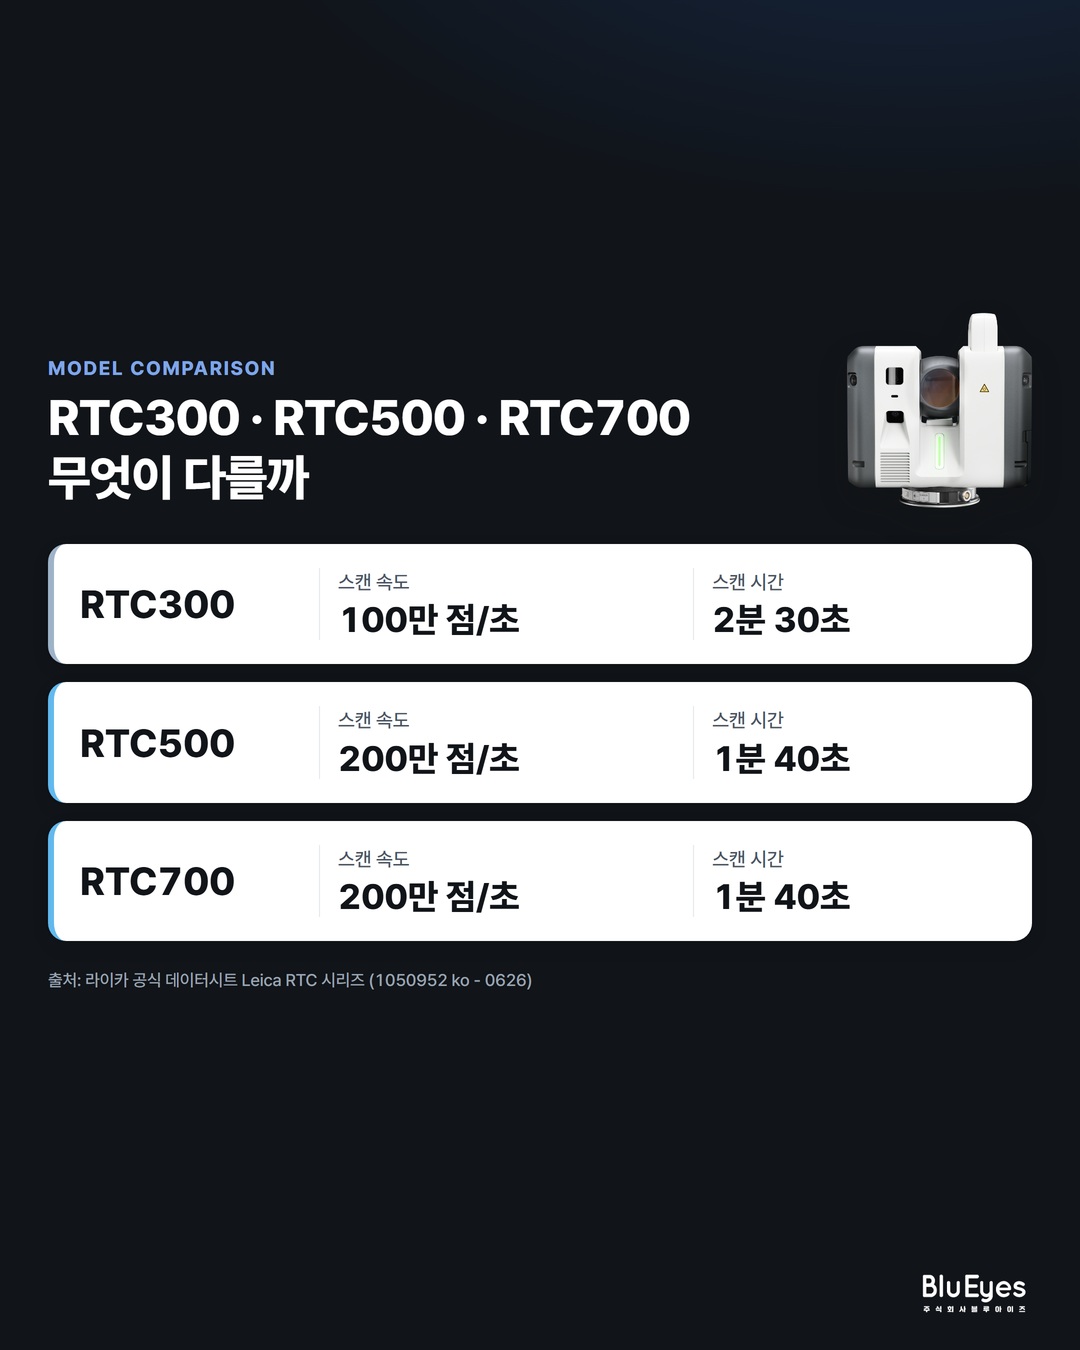 MODEL COMPARISON
RTC300 · RTC500 · RTC700
무엇이 다를까
RTC300
스캔 속도
100만 점/초
스캔 시간
2분 30초
RTC500
스캔 속도
200만 점/초
스캔 시간
1분 40초
RTC700
스캔 속도
200만 점/초
스캔 시간
1분 40초
출처: 라이카 공식 데이터시트 Leica RTC 시리즈 (1050952 ko - 0626)
BluEyes
주식회사블루아이즈